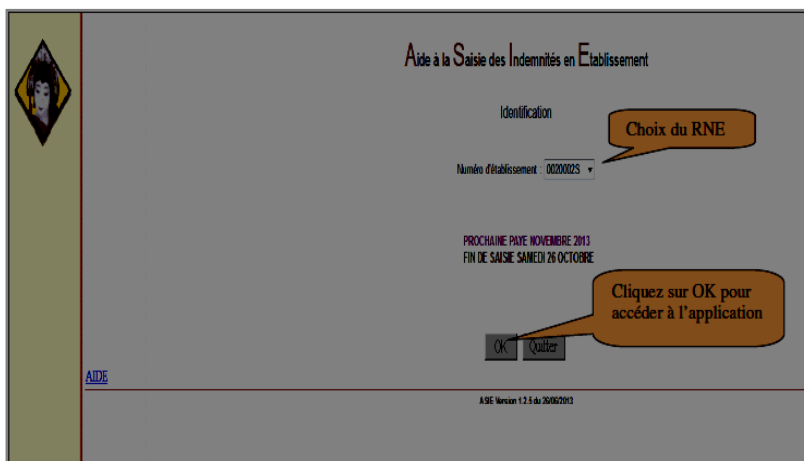 Aide à la Saisie des Indemnités en Etablissement
Identification
Choix du RNE
Numéro d'établissement : 0020002S
PROCHAINE PAYE NOVEMBRE 2013
FIN DE SAISIE SAMEDI 26 OCTOBRE
Cliquez sur OK pour
accéder à l'application
OK Quitter
AIDE
ASIE Version 1.2.5 du 26/06/2013